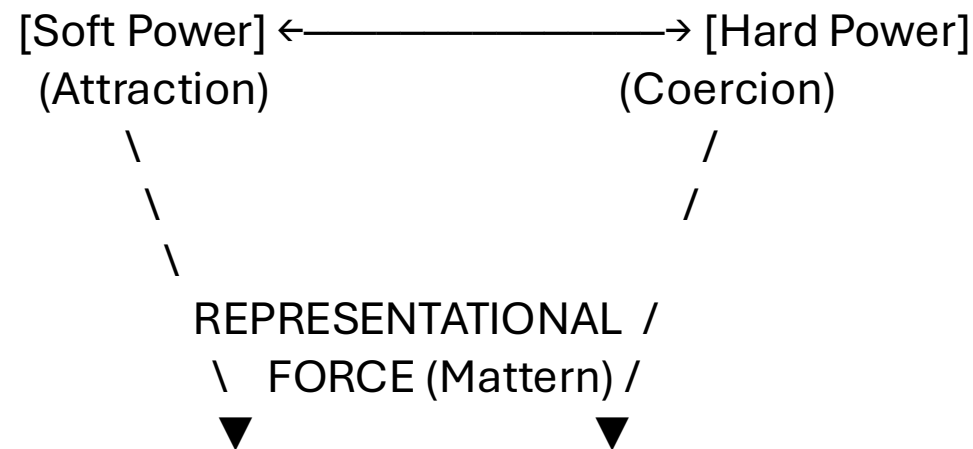 [Soft Power] ←———————————→ [Hard Power]
(Attraction) (Coercion)
\ /
\ /
\
REPRESENTATIONAL /
\ FORCE (Mattern) /
▼ ▼